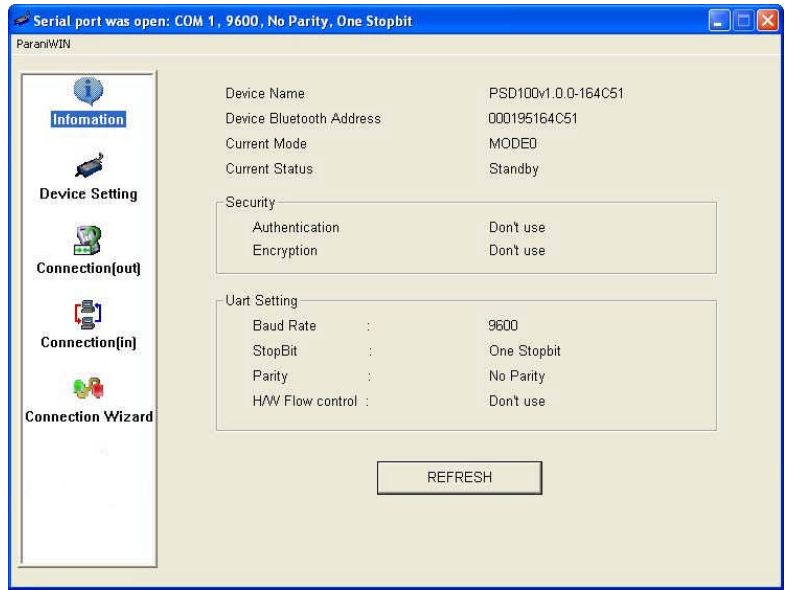 Serial port was open: COM 1, 9600, No Parity, One Stopbit
ParaniWIN
Infomation
Device Setting
Connection(out)
Connection(in)
Connection Wizard
Device Name PSD100v1.0.0-164C51
Device Bluetooth Address 000195164C51
Current Mode MODE0
Current Status Standby
Security
Authentication Don't use
Encryption Don't use
Uart Setting
Baud Rate : 9600
StopBit : One Stopbit
Parity : No Parity
H/W Flow control : Don't use
REFRESH